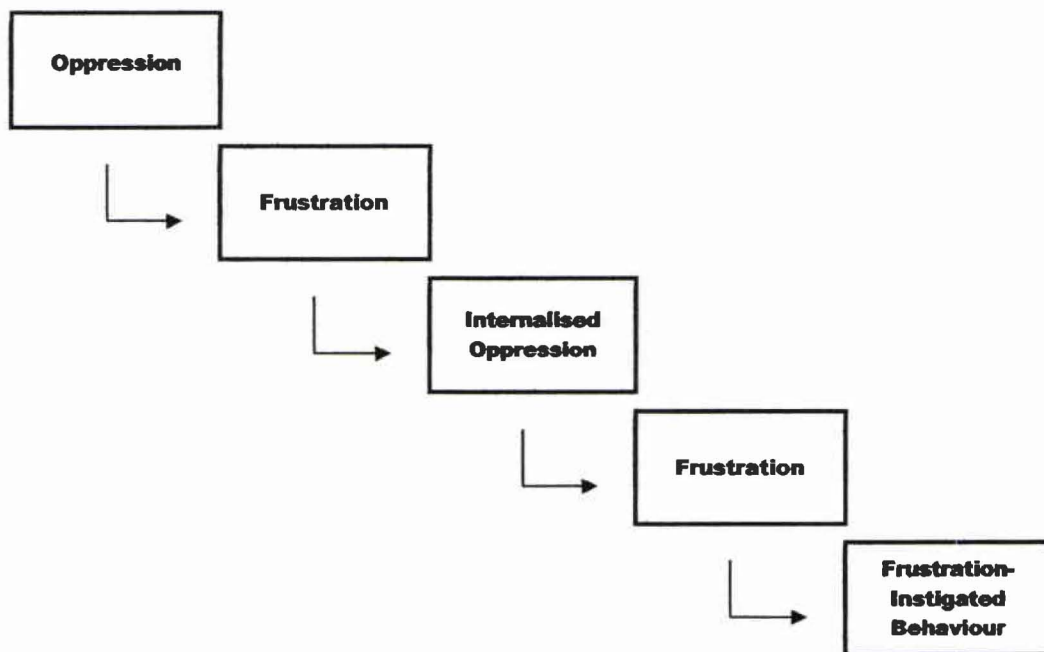 Oppression
Frustration
Internalised
Oppression
Frustration
Frustration-
Instigated
Behaviour